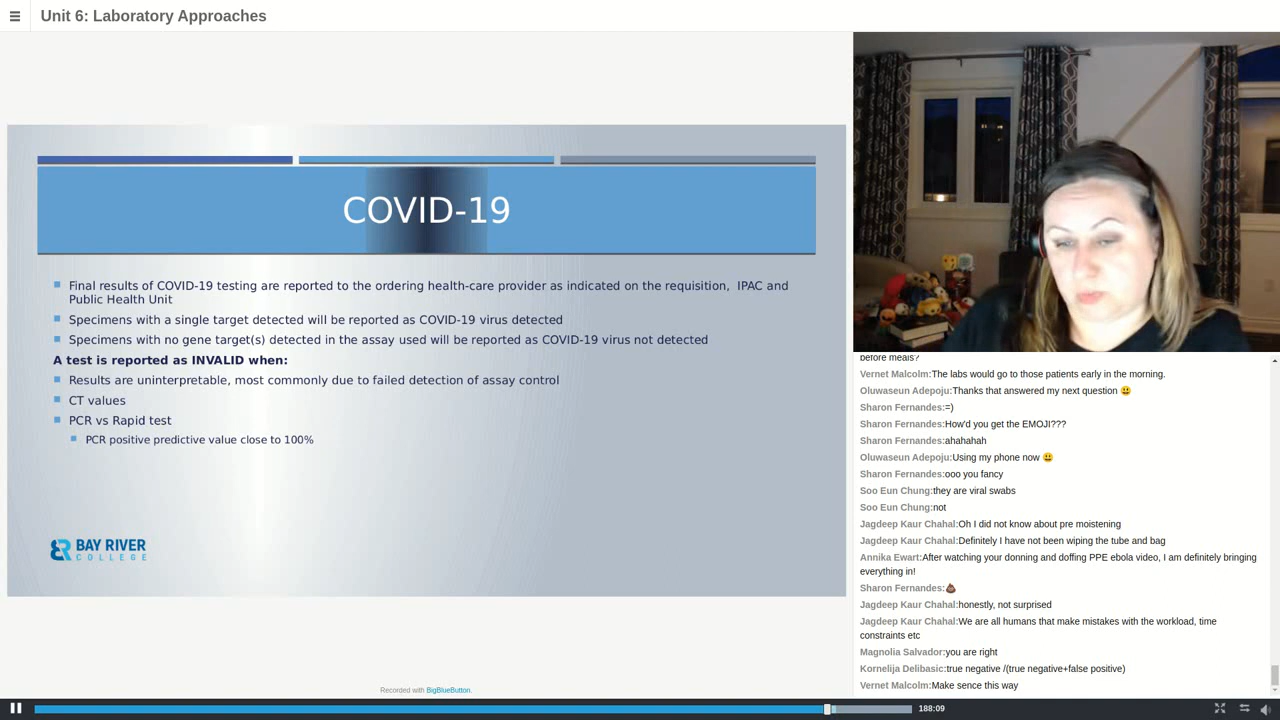 Unit 6: Laboratory Approaches
COVID-19
Final results of COVID-19 testing are reported to the ordering health-care provider as indicated on the requisition,  IPAC and
Public Health Unit
Specimens with a single target detected will be reported as COVID-19 virus detected
Specimens with no gene target(s) detected in the assay used will be reported as COVID-19 virus not detected
A test is reported as INVALID when:
Results are uninterpretable, most commonly due to failed detection of assay control
CT values
PCR vs Rapid test
PCR positive predictive value close to 100%
BAY RIVER
COLLEGE
Recorded with BigBlueButton.
before meals?
Vernet Malcolm:The labs would go to those patients early in the morning.
Oluwaseun Adepoju:Thanks that answered my next question 😃
Sharon Fernandes:=)
Sharon Fernandes:How'd you get the EMOJI???
Sharon Fernandes:ahahahah
Oluwaseun Adepoju:Using my phone now 😃
Sharon Fernandes:ooo you fancy
Soo Eun Chung:they are viral swabs
Soo Eun Chung:not
Jagdeep Kaur Chahal:Oh I did not know about pre moistening
Jagdeep Kaur Chahal:Definitely I have not been wiping the tube and bag
Annika Ewart:After watching your donning and doffing PPE ebola video, I am definitely bringing
everything in!
Sharon Fernandes:💩
Jagdeep Kaur Chahal:honestly, not surprised
Jagdeep Kaur Chahal:We are all humans that make mistakes with the workload, time
constraints etc
Magnolia Salvador:you are right
Kornelija Delibasic:true negative /(true negative+false positive)
Vernet Malcolm:Make sence this way
188:09